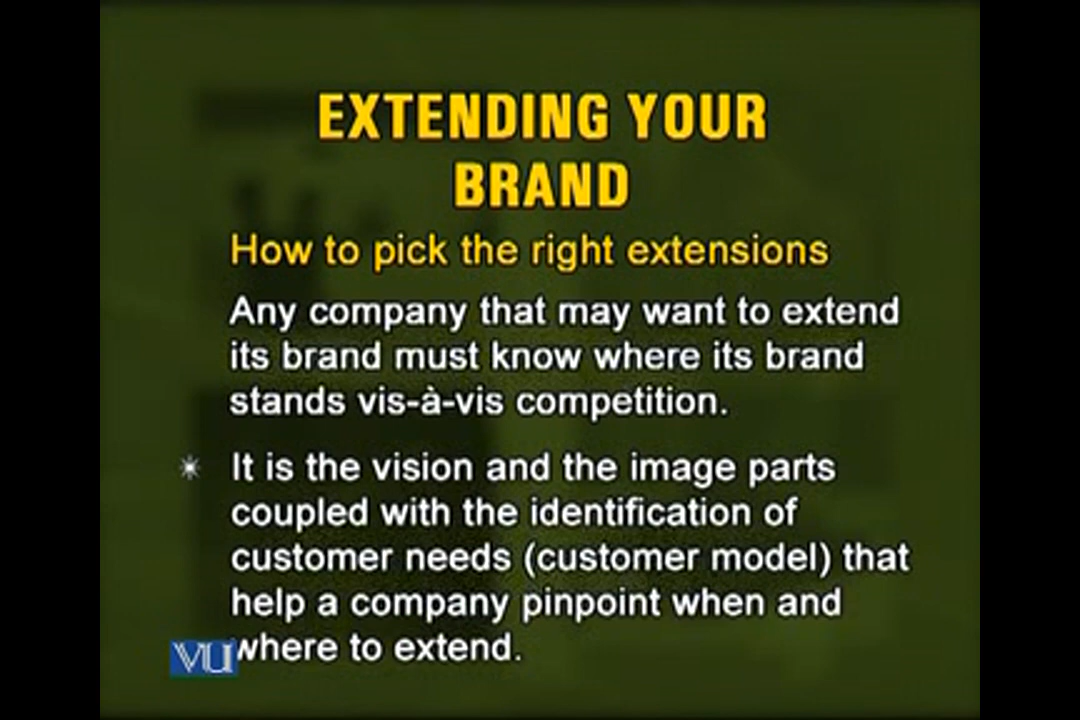 EXTENDING YOUR
BRAND
How to pick the right extensions
Any company that may want to extend
its brand must know where its brand
stands vis-à-vis competition.
It is the vision and the image parts
coupled with the identification of
customer needs (customer model) that
help a company pinpoint when and
where to extend.
VU